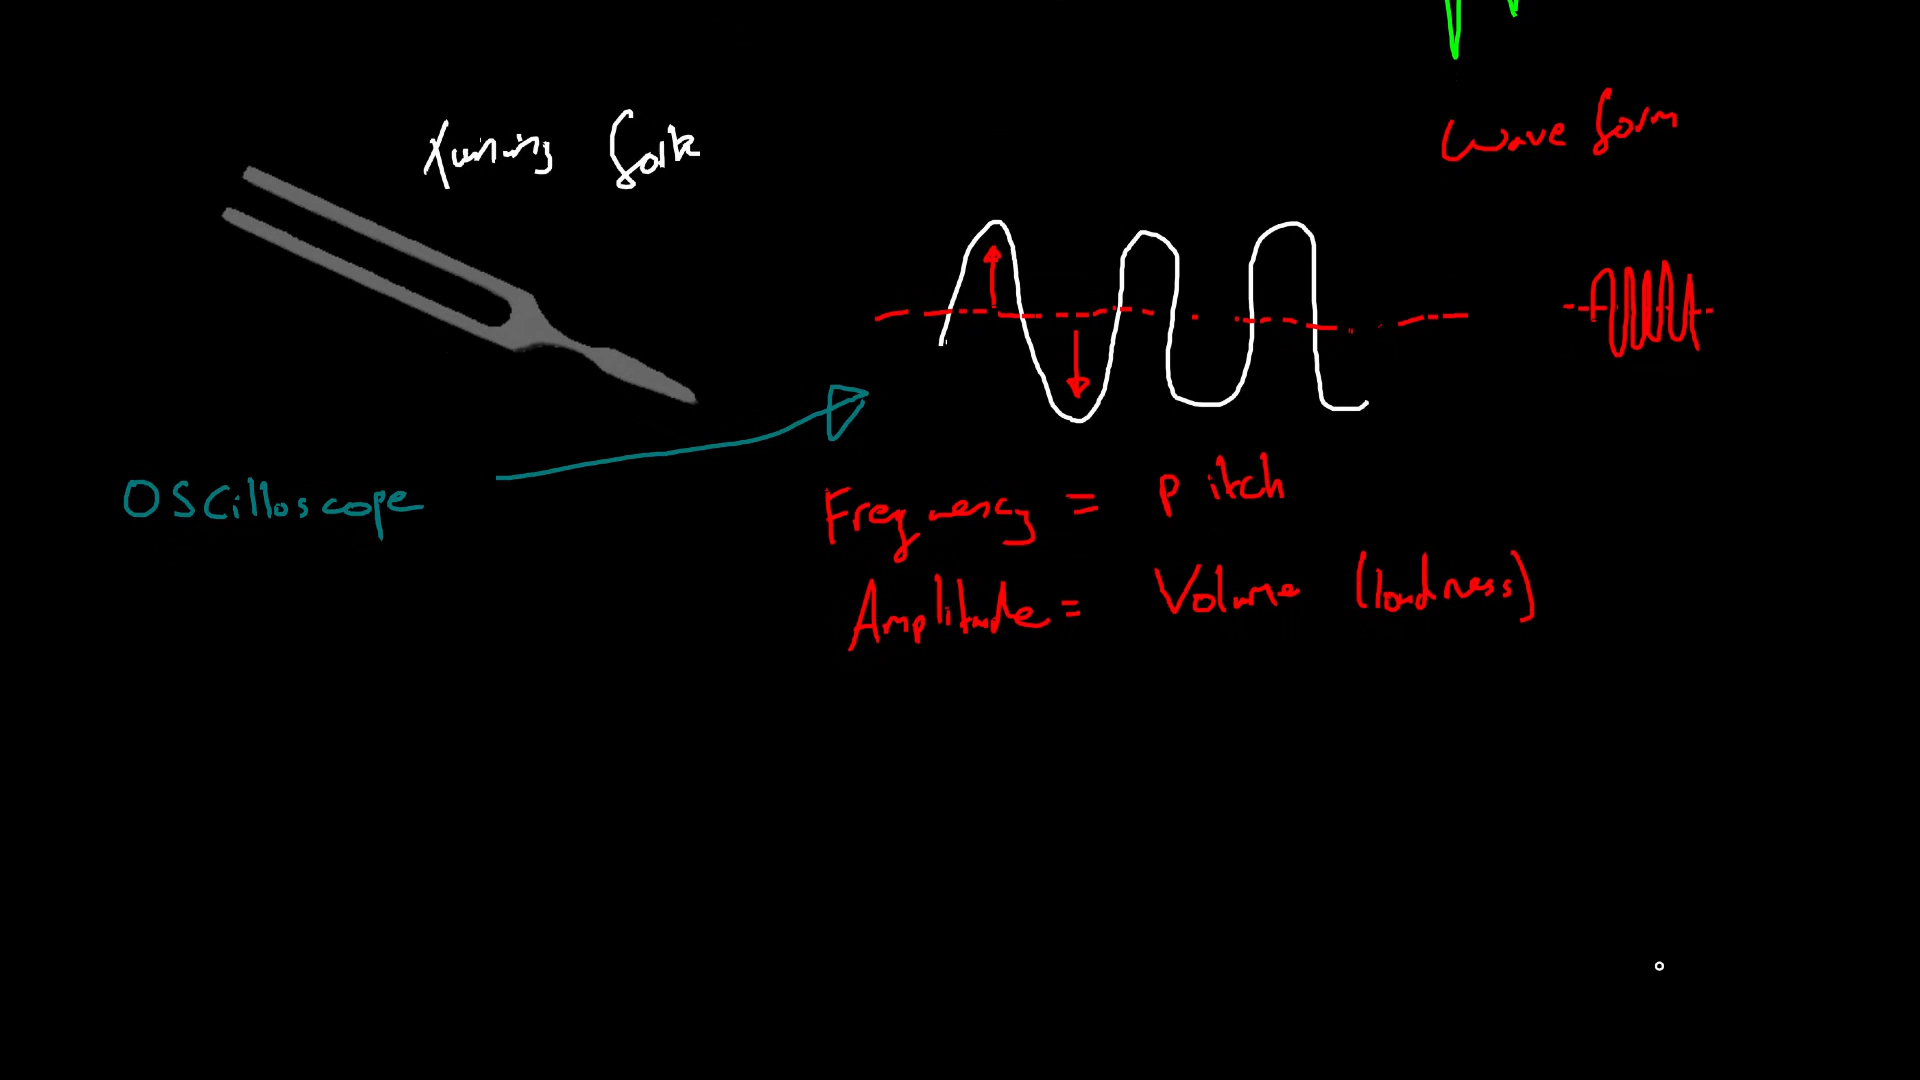 Tuning fork
wave form
Oscilloscope
Frequency = pitch
Amplitude = Volume (loudness)